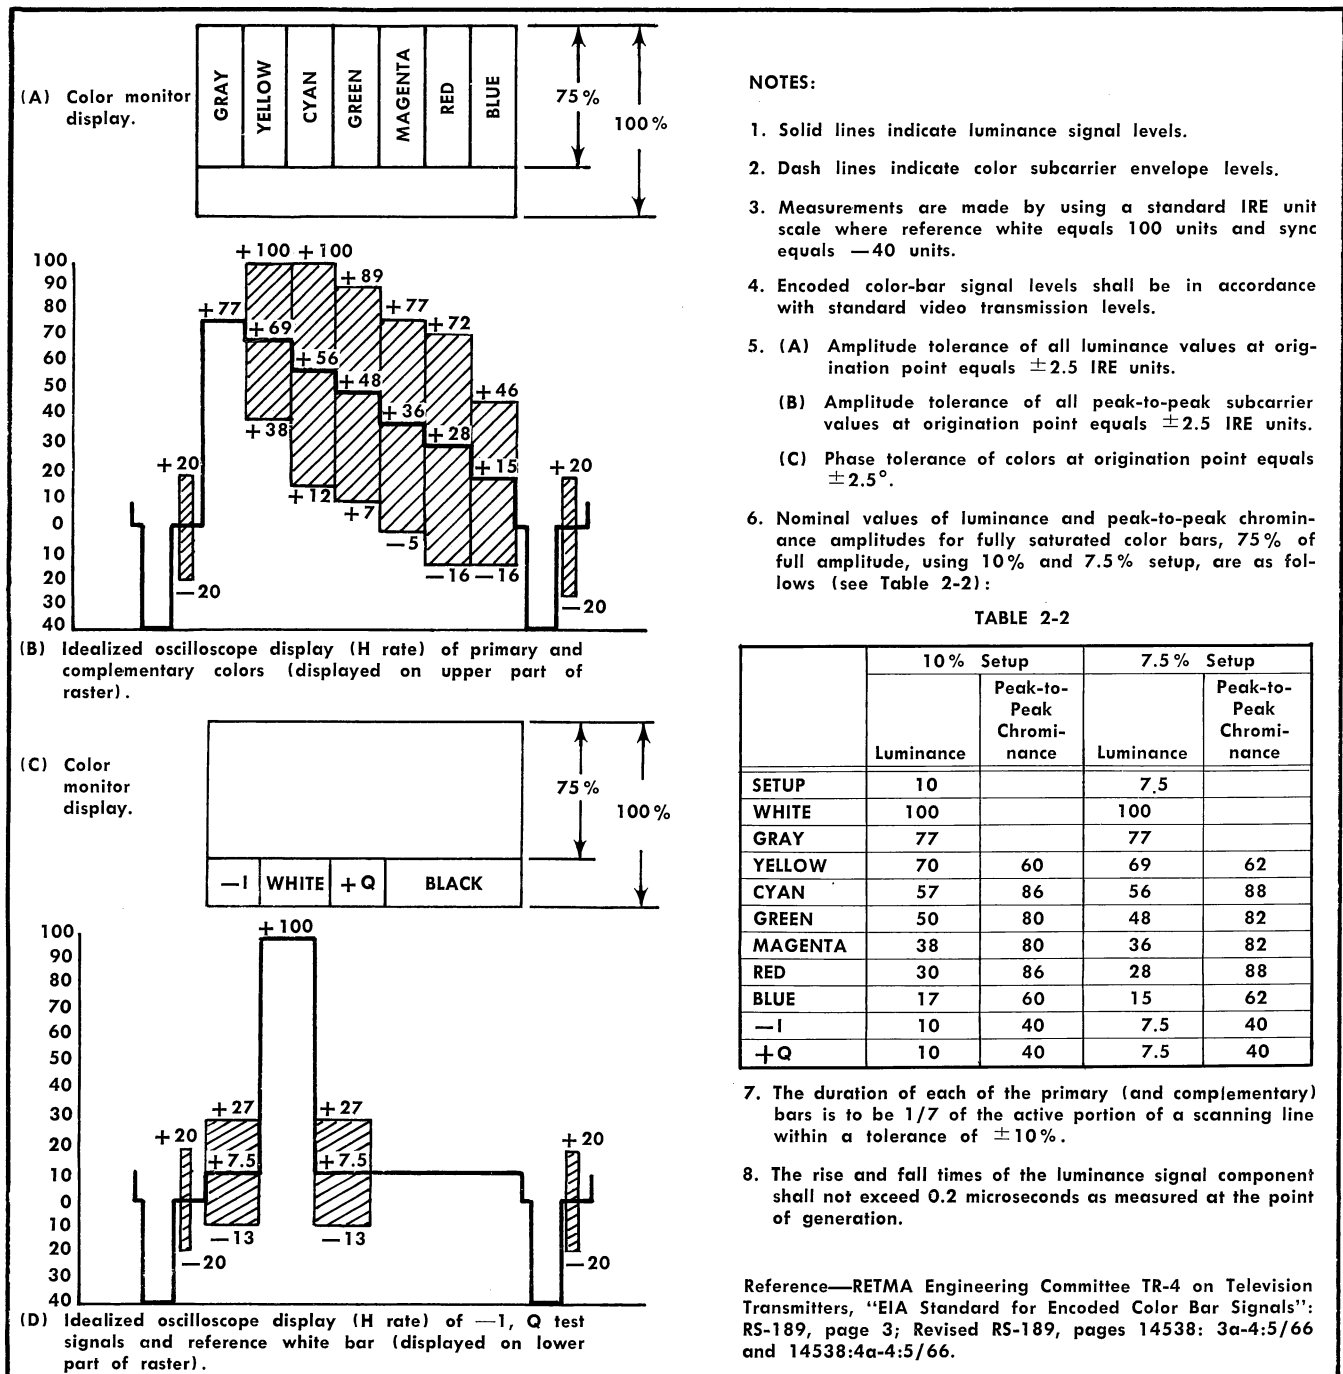 (A) Color monitor
display.
GRAY
YELLOW
CYAN
GREEN
MAGENTA
RED
BLUE
75%
100%
+100 +100
+89
+77
+77
+72
+69
+56
+48
+46
+36
+38
+28
+20
+15
+20
+12
+7
—5
—16 —16
—20
—20
100
90
80
70
60
50
40
30
20
10
0
10
20
30
40
(B) Idealized oscilloscope display (H rate) of primary and
complementary colors (displayed on upper part of
raster).
(C) Color
monitor
display.
75%
100%
—I WHITE +Q BLACK
+100
+27
+27
+20
+7.5
+7.5
+20
—13
—13
—20
—20
100
90
80
70
60
50
40
30
20
10
0
10
20
30
40
(D) Idealized oscilloscope display (H rate) of —1, Q test
signals and reference white bar (displayed on lower
part of raster).
NOTES:
1. Solid lines indicate luminance signal levels.
2. Dash lines indicate color subcarrier envelope levels.
3. Measurements are made by using a standard IRE unit
scale where reference white equals 100 units and sync
equals —40 units.
4. Encoded color-bar signal levels shall be in accordance
with standard video transmission levels.
5. (A) Amplitude tolerance of all luminance values at orig-
ination point equals ±2.5 IRE units.
(B) Amplitude tolerance of all peak-to-peak subcarrier
values at origination point equals ±2.5 IRE units.
(C) Phase tolerance of colors at origination point equals
±2.5°.
6. Nominal values of luminance and peak-to-peak chromin-
ance amplitudes for fully saturated color bars, 75% of
full amplitude, using 10% and 7.5% setup, are as fol-
lows (see Table 2-2):
TABLE 2-2
10% Setup 7.5% Setup
Luminance Peak-to-Peak Chromi-nance Luminance Peak-to-Peak Chromi-nance
SETUP 10 7.5
WHITE 100 100
GRAY 77 77
YELLOW 70 60 69 62
CYAN 57 86 56 88
GREEN 50 80 48 82
MAGENTA 38 80 36 82
RED 30 86 28 88
BLUE 17 60 15 62
—I 10 40 7.5 40
+Q 10 40 7.5 40
7. The duration of each of the primary (and complementary)
bars is to be 1/7 of the active portion of a scanning line
within a tolerance of ±10%.
8. The rise and fall times of the luminance signal component
shall not exceed 0.2 microseconds as measured at the point
of generation.
Reference—RETMA Engineering Committee TR-4 on Television
Transmitters, “EIA Standard for Encoded Color Bar Signals”:
RS-189, page 3; Revised RS-189, pages 14538: 3a-4:5/66
and 14538:4a-4:5/66.